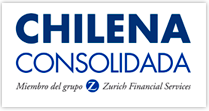 CHILENA
CONSOLIDADA
Miembro del grupo Z Zurich Financial Services